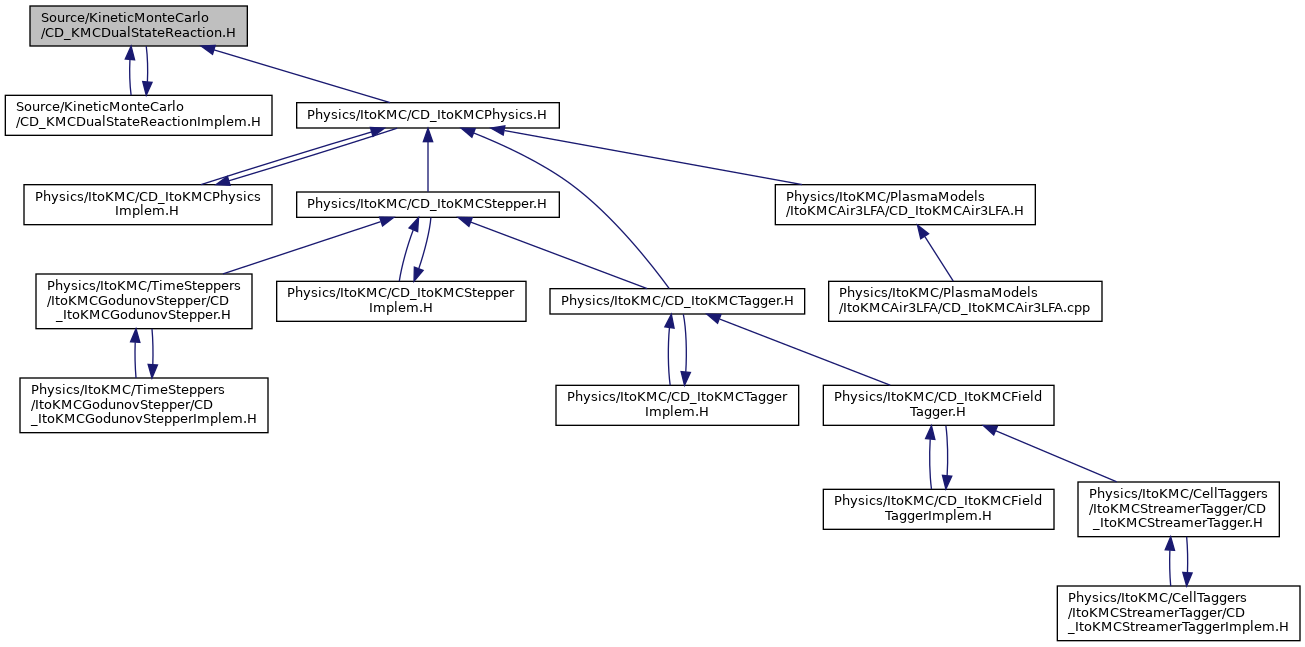 Source/KineticMonteCarlo
/CD_KMCDualStateReaction.H
Source/KineticMonteCarlo
/CD_KMCDualStateReactionImplem.H
Physics/ItoKMC/CD_ItoKMCPhysics.H
Physics/ItoKMC/CD_ItoKMCPhysics
Implem.H
Physics/ItoKMC/CD_ItoKMCStepper.H
Physics/ItoKMC/PlasmaModels
/ItoKMCAir3LFA/CD_ItoKMCAir3LFA.H
Physics/ItoKMC/TimeSteppers
/ItoKMCGodunovStepper/CD
_ItoKMCGodunovStepper.H
Physics/ItoKMC/CD_ItoKMCStepper
Implem.H
Physics/ItoKMC/CD_ItoKMCTagger.H
Physics/ItoKMC/PlasmaModels
/ItoKMCAir3LFA/CD_ItoKMCAir3LFA.cpp
Physics/ItoKMC/TimeSteppers
/ItoKMCGodunovStepper/CD
_ItoKMCGodunovStepperImplem.H
Physics/ItoKMC/CD_ItoKMCTagger
Implem.H
Physics/ItoKMC/CD_ItoKMCField
Tagger.H
Physics/ItoKMC/CD_ItoKMCField
TaggerImplem.H
Physics/ItoKMC/CellTaggers
/ItoKMCStreamerTagger/CD
_ItoKMCStreamerTagger.H
Physics/ItoKMC/CellTaggers
/ItoKMCStreamerTagger/CD
_ItoKMCStreamerTaggerImplem.H